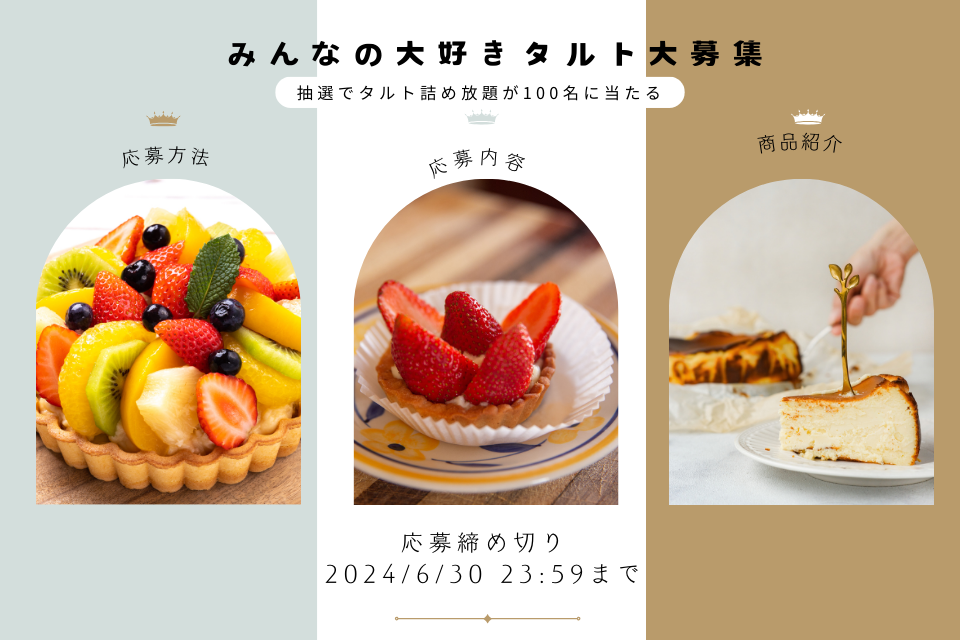 みんなの大好きタルト大募集
抽選でタルト詰め放題が100名に当たる
応募方法
応募内容
商品紹介
応募締め切り
2024/6/30 23:59まで